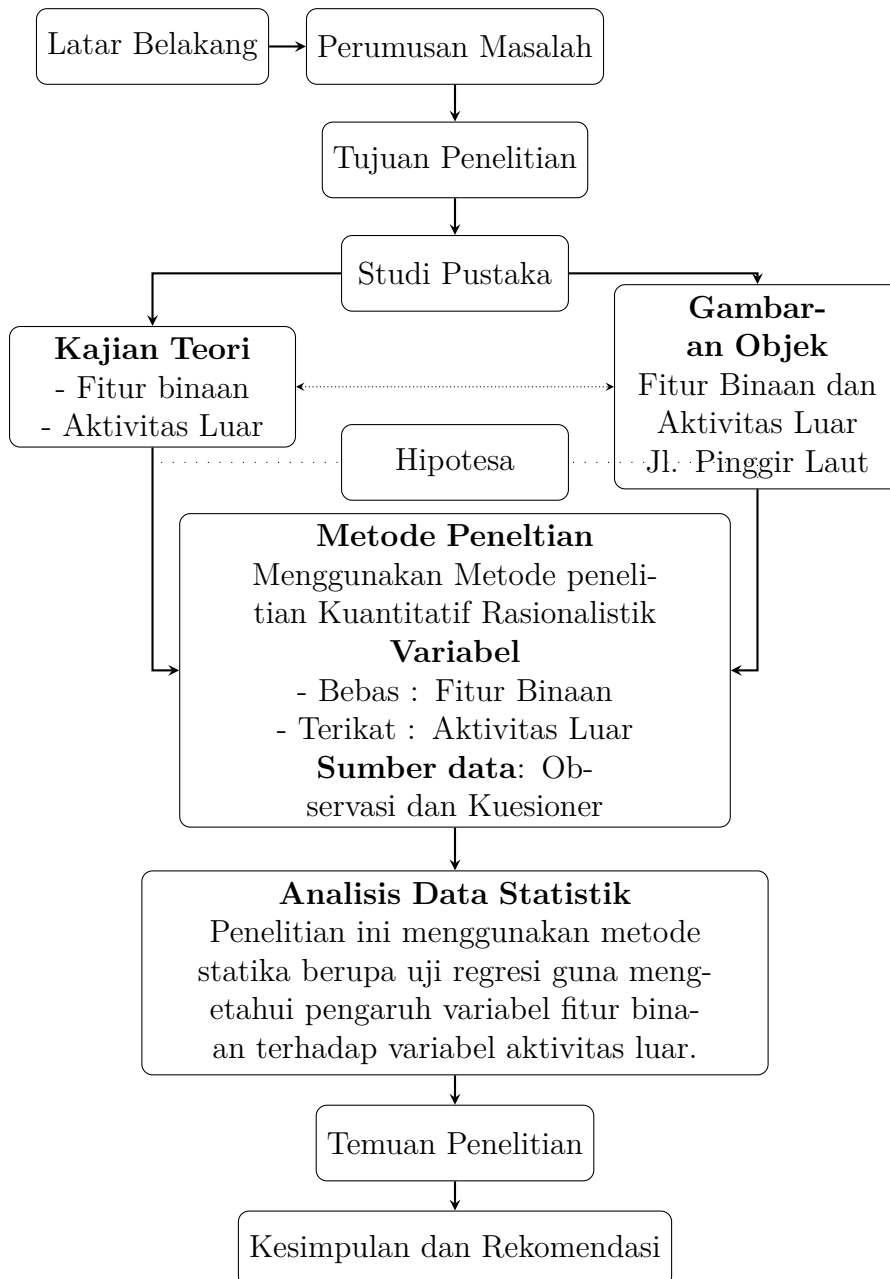 Latar Belakang
Perumusan Masalah
Tujuan Penelitian
Studi Pustaka
Kajian Teori
- Fitur binaan
- Aktivitas Luar
Gambar-
an Objek
Fitur Binaan dan
Aktivitas Luar
Jl. Pinggir Laut
Hipotesa
Metode Peneltian
Menggunakan Metode peneli-
tian Kuantitatif Rasionalistik
Variabel
- Bebas : Fitur Binaan
- Terikat : Aktivitas Luar
Sumber data: Ob-
servasi dan Kuesioner
Analisis Data Statistik
Penelitian ini menggunakan metode
statika berupa uji regresi guna meng-
etahui pengaruh variabel fitur bina-
an terhadap variabel aktivitas luar.
Temuan Penelitian
Kesimpulan dan Rekomendasi